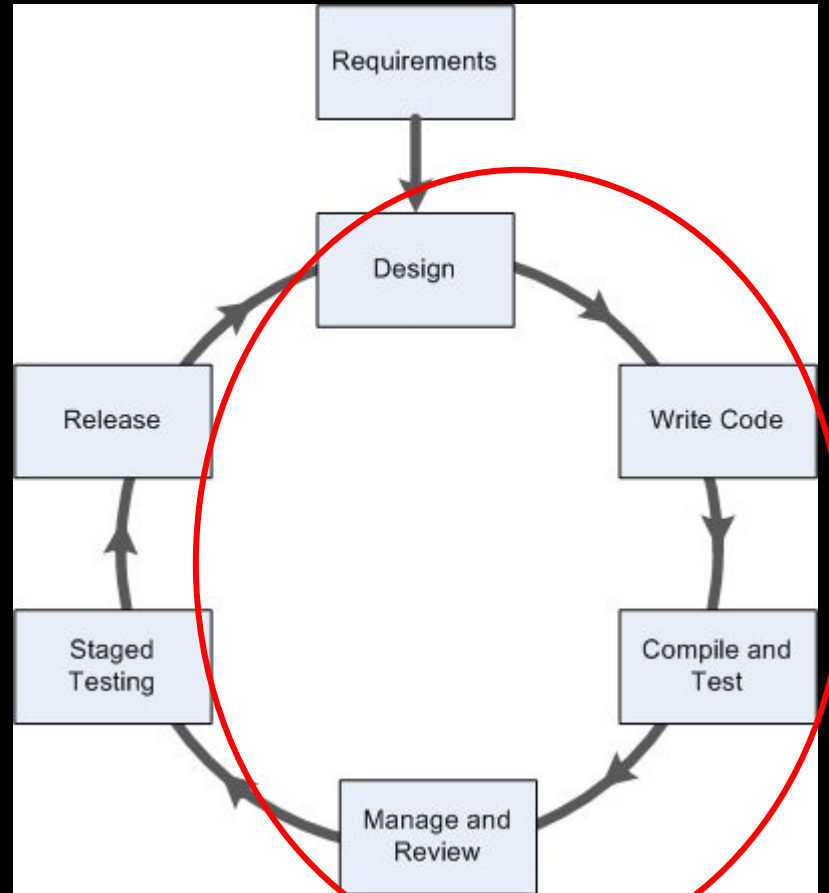 Requirements
Design
Release
Write Code
Staged
Testing
Compile and
Test
Manage and
Review